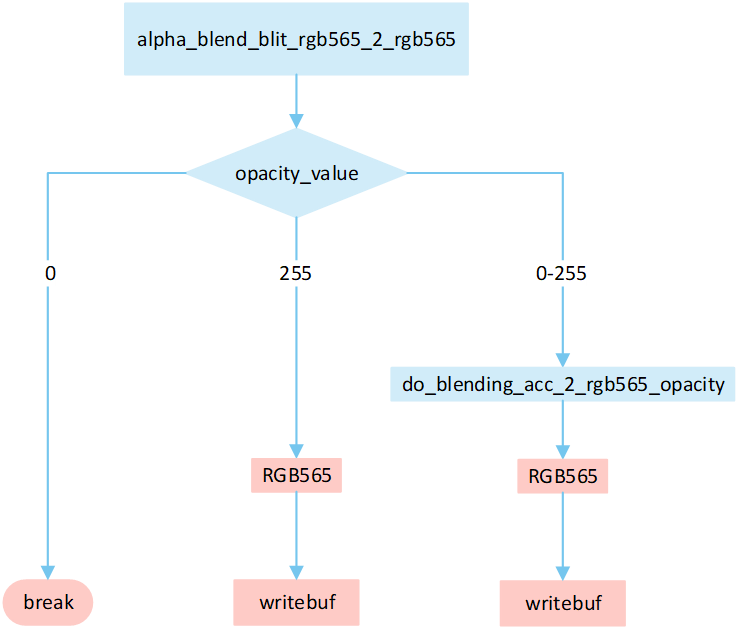 alpha_blend_blit_rgb565_2_rgb565
opacity_value
0
255
0-255
do_blending_acc_2_rgb565_opacity
RGB565
RGB565
break
writebuf
writebuf